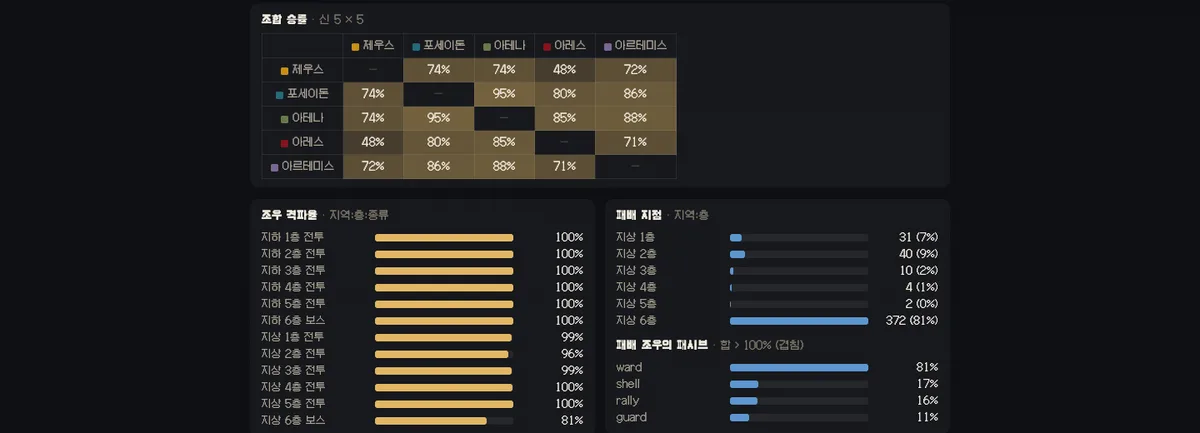 조합 승률 · 신 5 × 5
제우스 포세이돈 아테나 아레스 아르테미스
제우스 — 74% 74% 48% 72%
포세이돈 74% — 95% 80% 86%
아테나 74% 95% — 85% 88%
아레스 48% 80% 85% — 71%
아르테미스 72% 86% 88% 71% —
조우 격파율 · 지역:층:종류
지하 1층 전투 100%
지하 2층 전투 100%
지하 3층 전투 100%
지하 4층 전투 100%
지하 5층 전투 100%
지하 6층 보스 100%
지상 1층 전투 99%
지상 2층 전투 96%
지상 3층 전투 99%
지상 4층 전투 100%
지상 5층 전투 100%
지상 6층 보스 81%
패배 지점 · 지역:층
지상 1층 31 (7%)
지상 2층 40 (9%)
지상 3층 10 (2%)
지상 4층 4 (1%)
지상 5층 2 (0%)
지상 6층 372 (81%)
패배 조우의 패시브 · 합 > 100% (겹침)
ward 81%
shell 17%
rally 16%
guard 11%